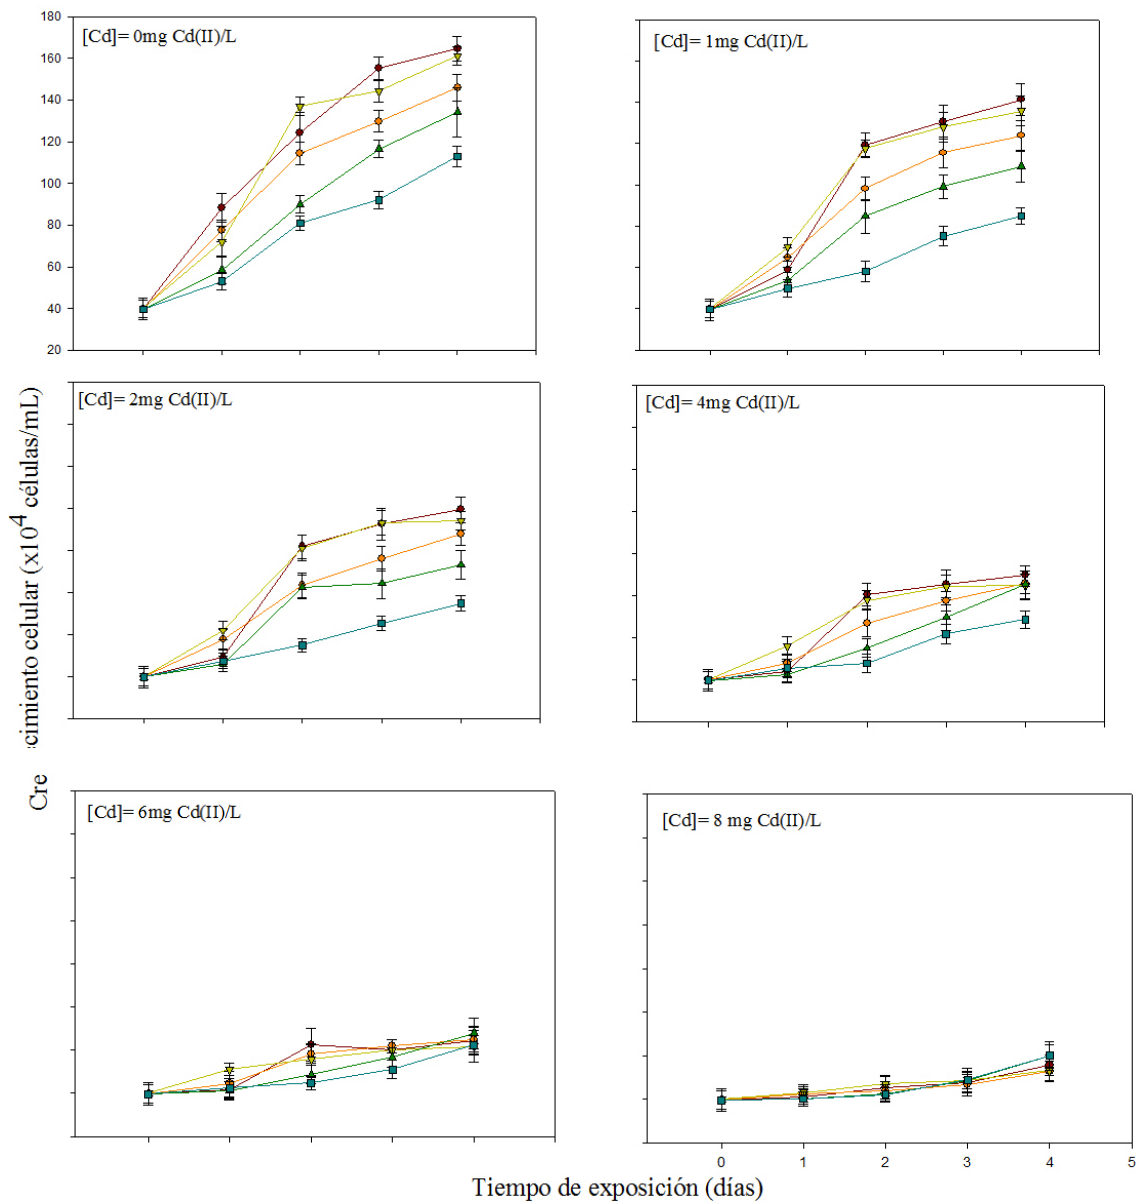 [Cd]= 0mg Cd(II)/L
[Cd]= 1mg Cd(II)/L
180
160
140
120
100
80
60
40
20
[Cd]= 2mg Cd(II)/L
[Cd]= 4mg Cd(II)/L
Cre cimiento celular (x10⁴ células/mL)
[Cd]= 6mg Cd(II)/L
[Cd]= 8 mg Cd(II)/L
0 1 2 3 4 5
Tiempo de exposición (días)